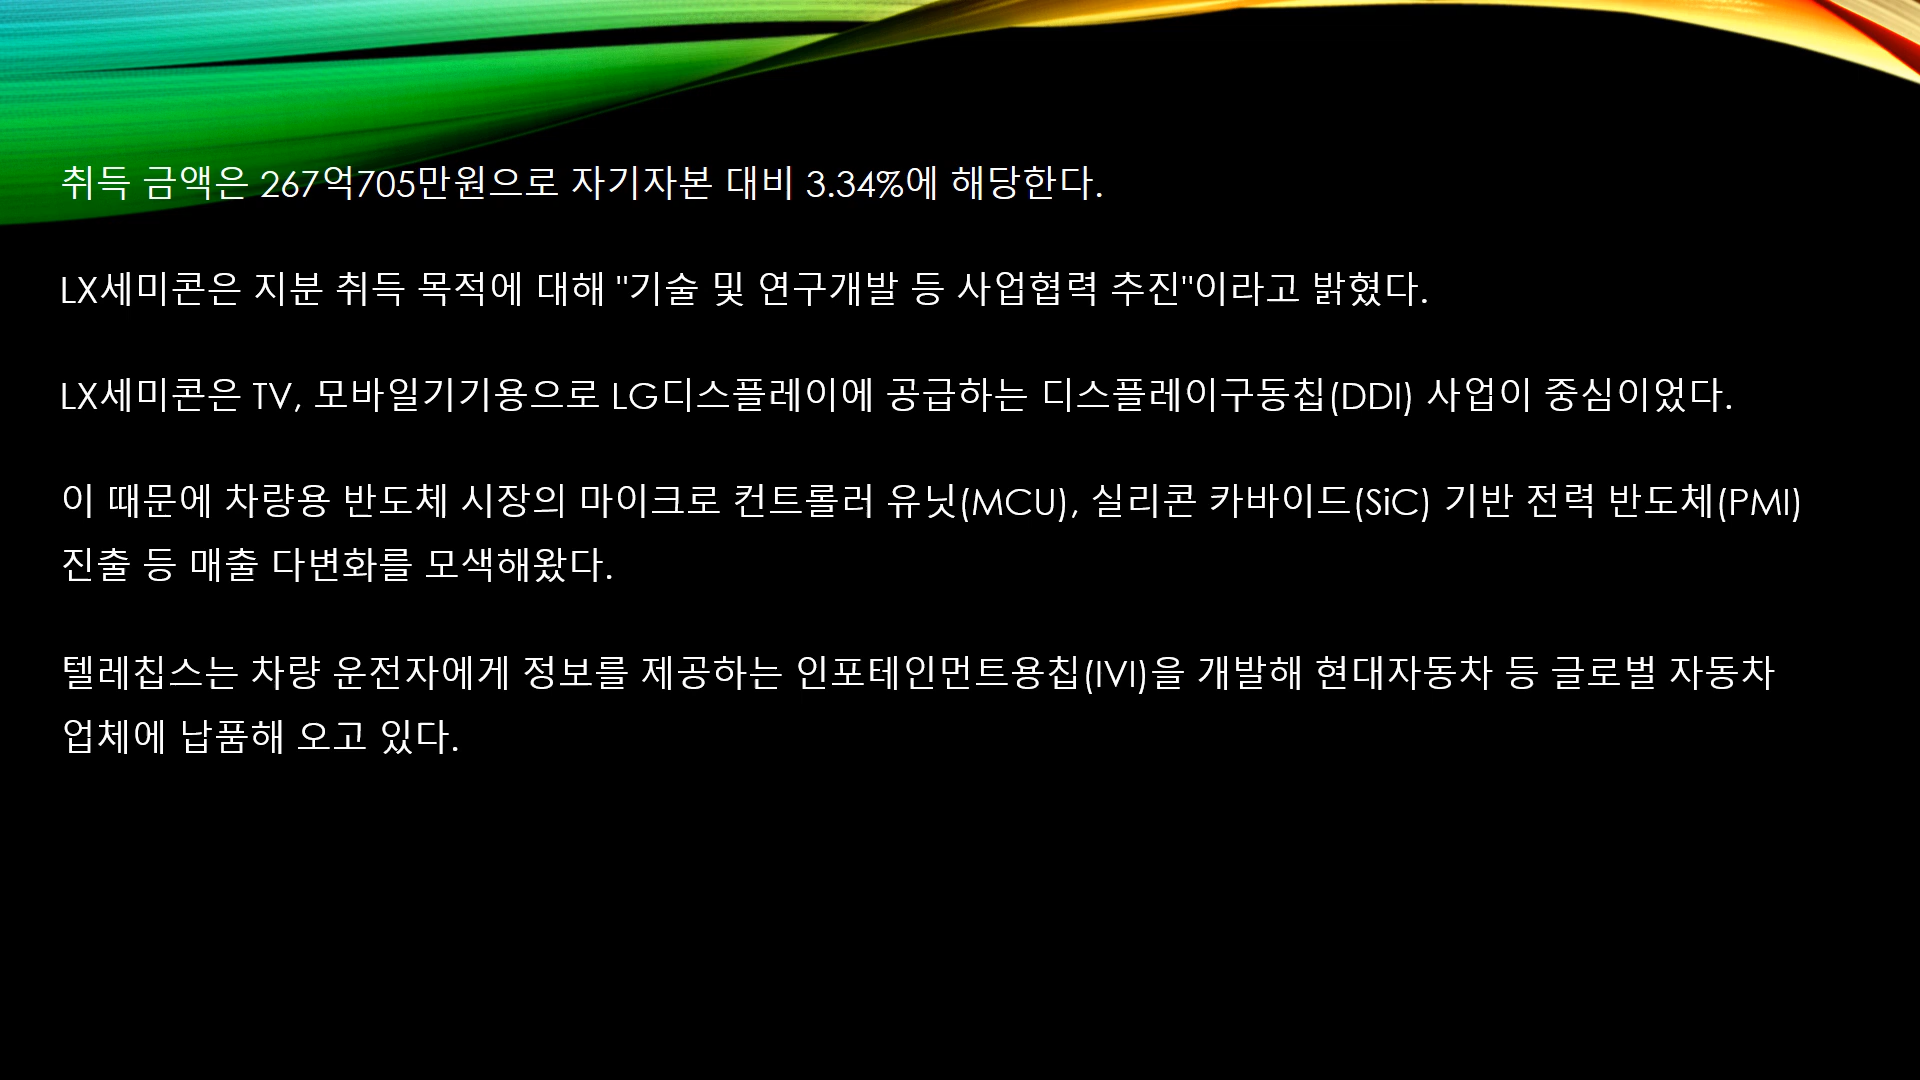 취득 금액은 267억705만원으로 자기자본 대비 3.34%에 해당한다.
LX세미콘은 지분 취득 목적에 대해 "기술 및 연구개발 등 사업협력 추진"이라고 밝혔다.
LX세미콘은 TV, 모바일기기용으로 LG디스플레이에 공급하는 디스플레이구동칩(DDI) 사업이 중심이었다.
이 때문에 차량용 반도체 시장의 마이크로 컨트롤러 유닛(MCU), 실리콘 카바이드(SiC) 기반 전력 반도체(PMI)
진출 등 매출 다변화를 모색해왔다.
텔레칩스는 차량 운전자에게 정보를 제공하는 인포테인먼트용칩(IVI)을 개발해 현대자동차 등 글로벌 자동차
업체에 납품해 오고 있다.